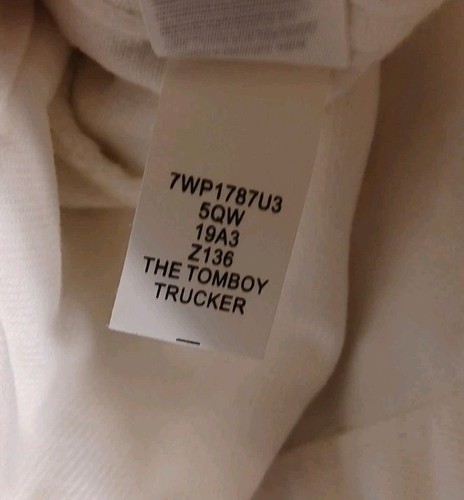 7WP1787U3
5QW
19A3
Z136
THE TOMBOY
TRUCKER